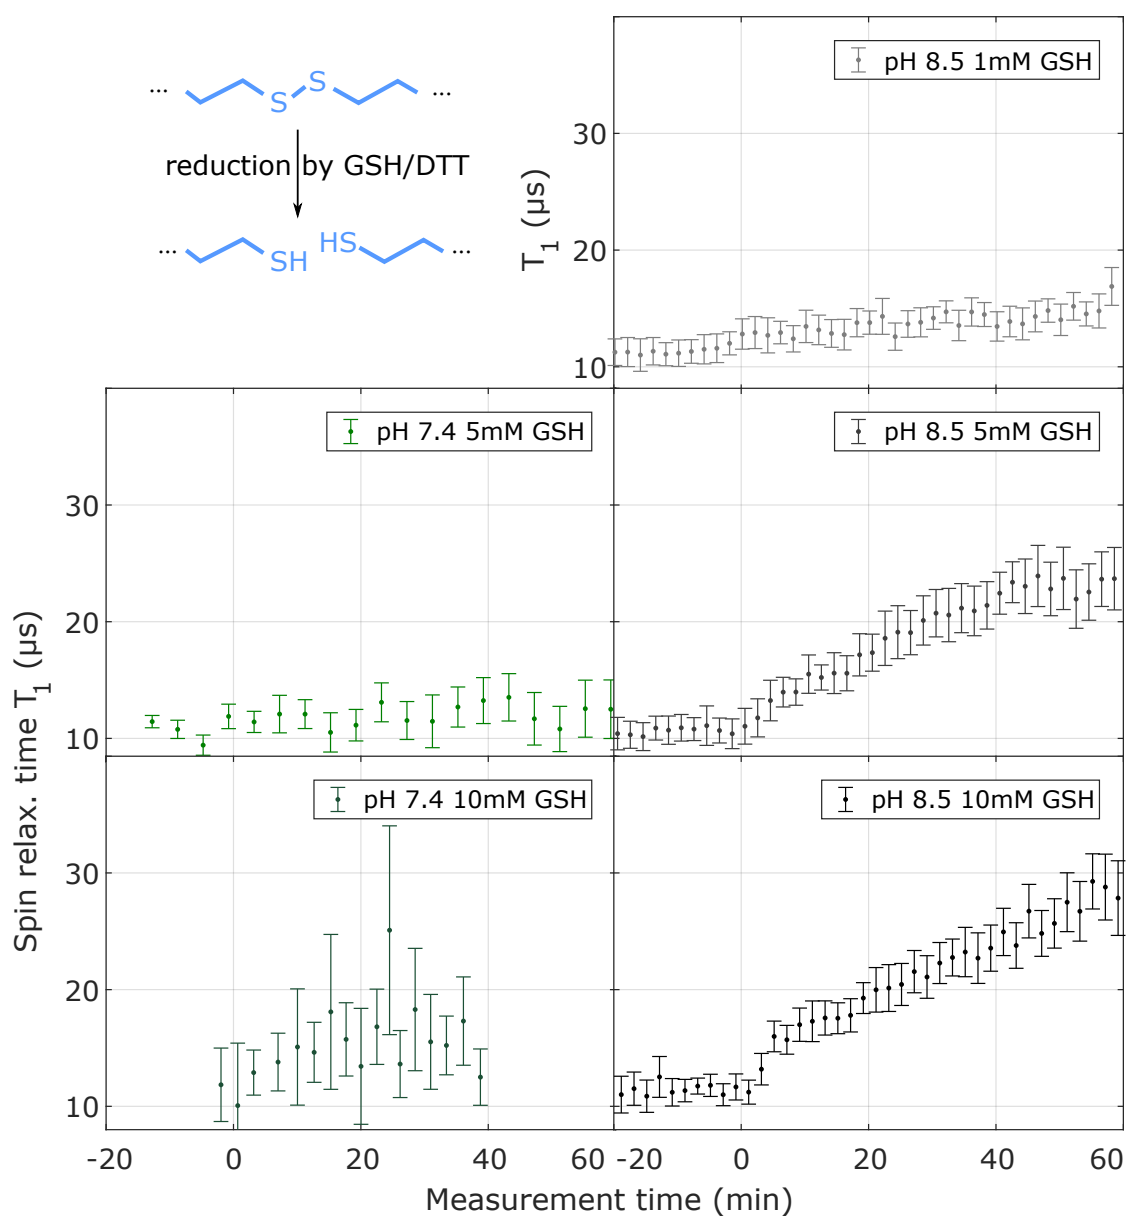 ... S S ...
reduction by GSH/DTT
... SH HS ...
pH 8.5 1mM GSH
T1 (μs)
30
20
10
pH 7.4 5mM GSH
pH 8.5 5mM GSH
30
20
10
pH 7.4 10mM GSH
pH 8.5 10mM GSH
30
20
10
Spin relax. time T1 (μs)
-20 0 20 40 -20 0 20 40 60
Measurement time (min)